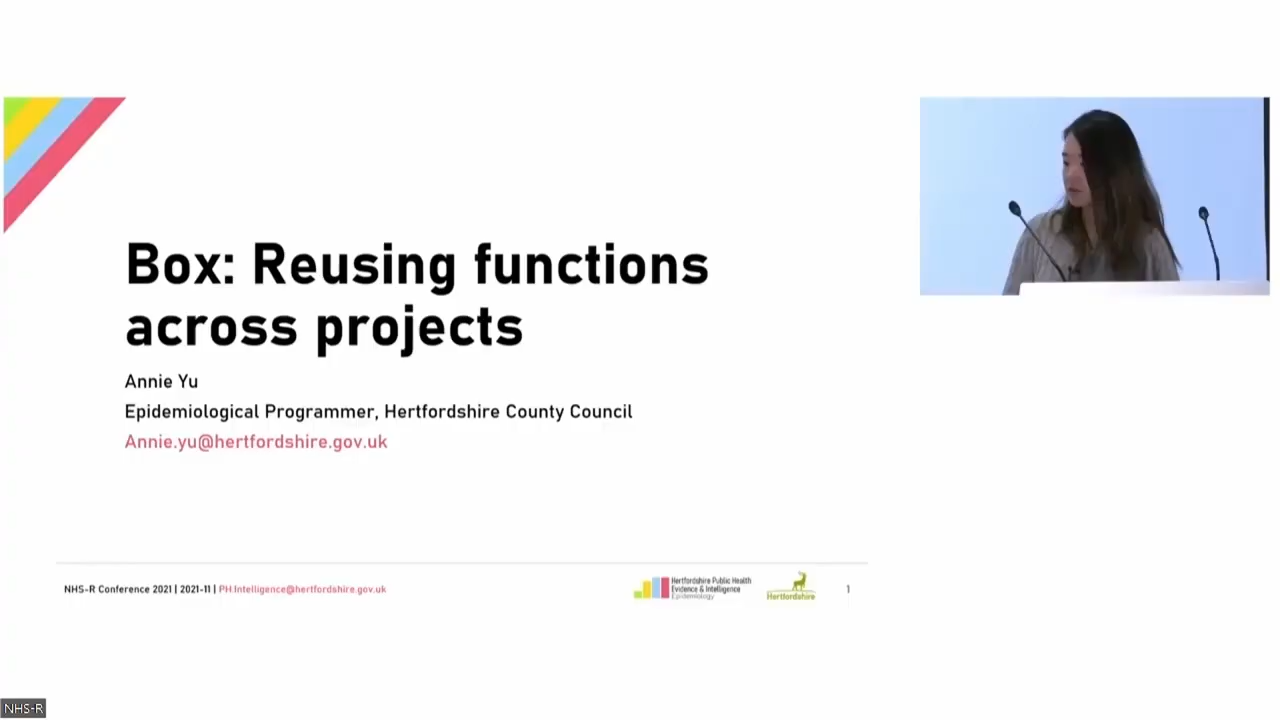 Box: Reusing functions
across projects
Annie Yu
Epidemiological Programmer, Hertfordshire County Council
Annie.yu@hertfordshire.gov.uk
NHS-R Conference 2021 | 2021-11 | PH.Intelligence@hertfordshire.gov.uk
Hertfordshire Public Health
Evidence & Intelligence
Epidemiology
Hertfordshire
1
NHS-R